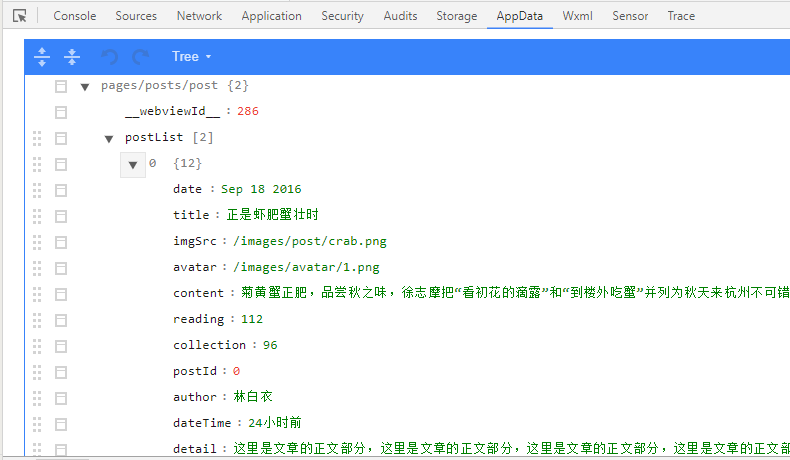 Console Sources Network Application Security Audits Storage AppData Wxml Sensor Trace
Tree
pages/posts/post {2}
__webviewId__ : 286
postList [2]
0 {12}
date : Sep 18 2016
title : 正是虾肥蟹壮时
imgSrc : /images/post/crab.png
avatar : /images/avatar/1.png
content : 菊黄蟹正肥，品尝秋之味，徐志摩把“看初花的荻露”和“到楼外吃蟹”并列为秋天来杭州不可错
reading : 112
collection : 96
postId : 0
author : 林白衣
dateTime : 24小时前
detail : 这里是文章的正文部分，这里是文章的正文部分，这里是文章的正文部分，这里是文章的正文部